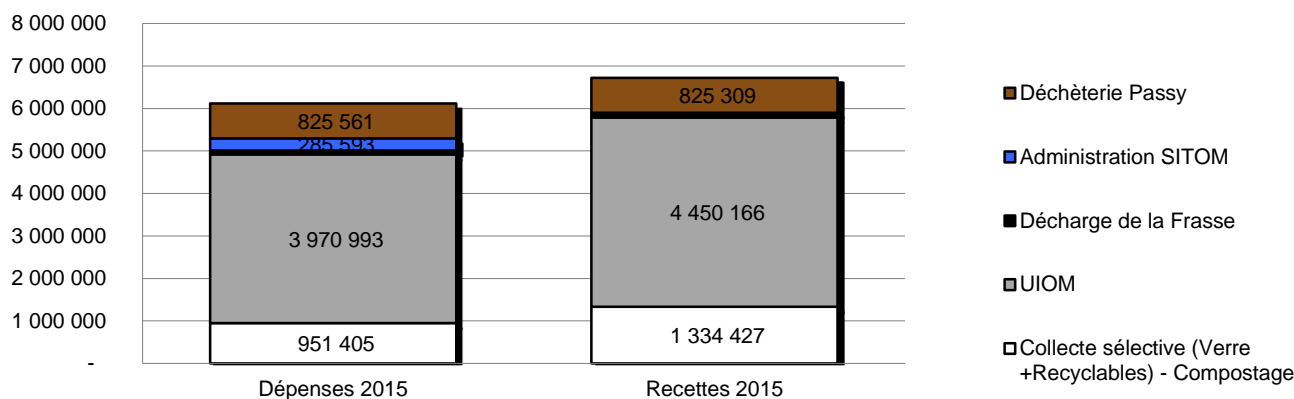 8 000 000
7 000 000
6 000 000
5 000 000
4 000 000
3 000 000
2 000 000
1 000 000
-
825 561
285 593
3 970 993
951 405
825 309
4 450 166
1 334 427
Dépenses 2015
Recettes 2015
Déchèterie Passy
Administration SITOM
Décharge de la Frasse
UIOM
Collecte sélective (Verre
+Recyclables) - Compostage